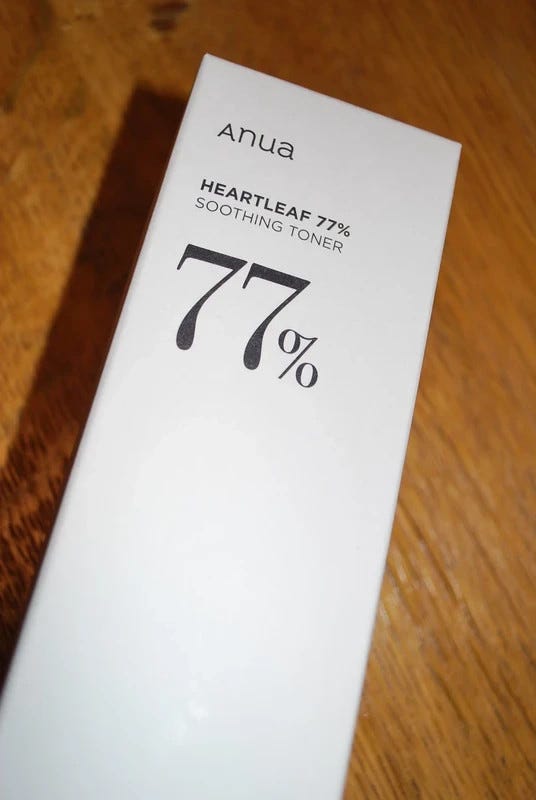 Anua
HEARTLEAF 77%
SOOTHING TONER
77%